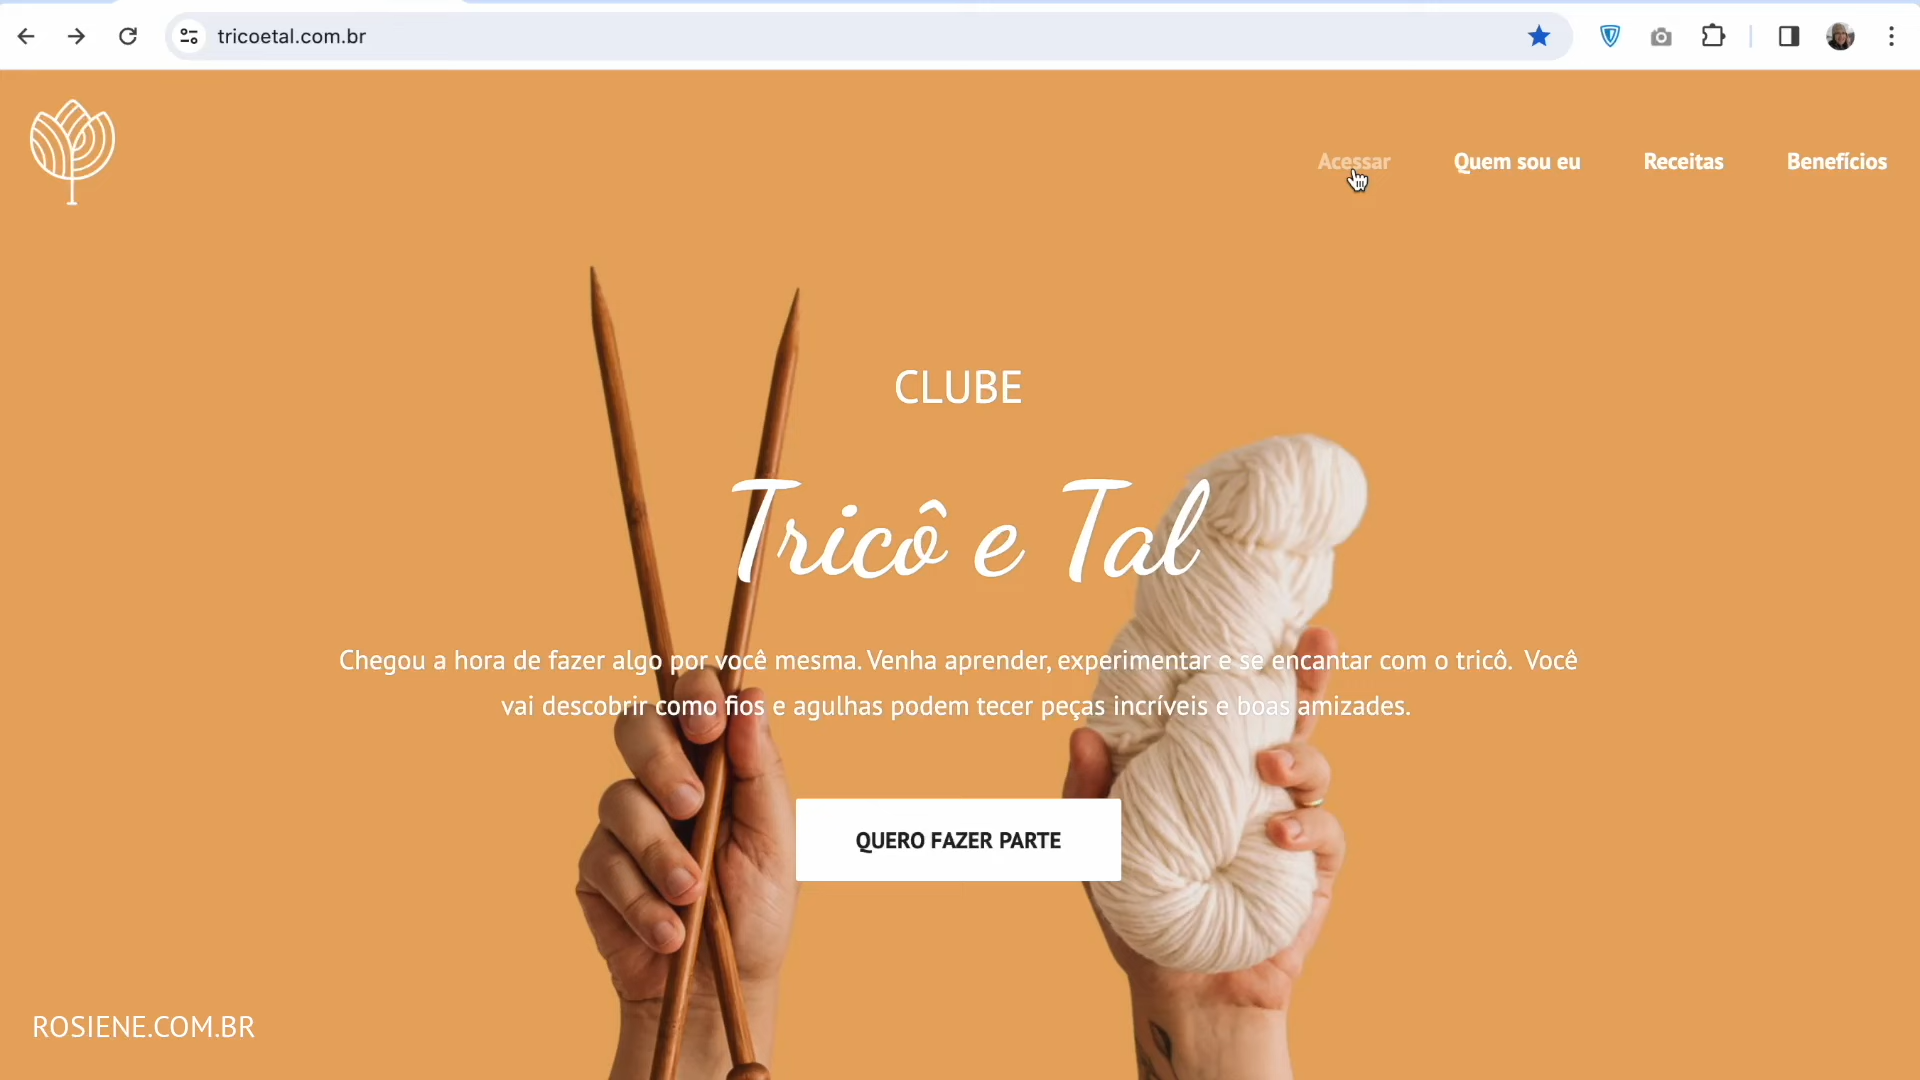 tricoetal.com.br
Acessar
Quem sou eu
Receitas
Benefícios
CLUBE
Tricô e Tal
Chegou a hora de fazer algo por você mesma. Venha aprender, experimentar e se encantar com o tricô. Você
vai descobrir como fios e agulhas podem tecer peças incríveis e boas amizades.
QUERO FAZER PARTE
ROSIENE.COM.BR